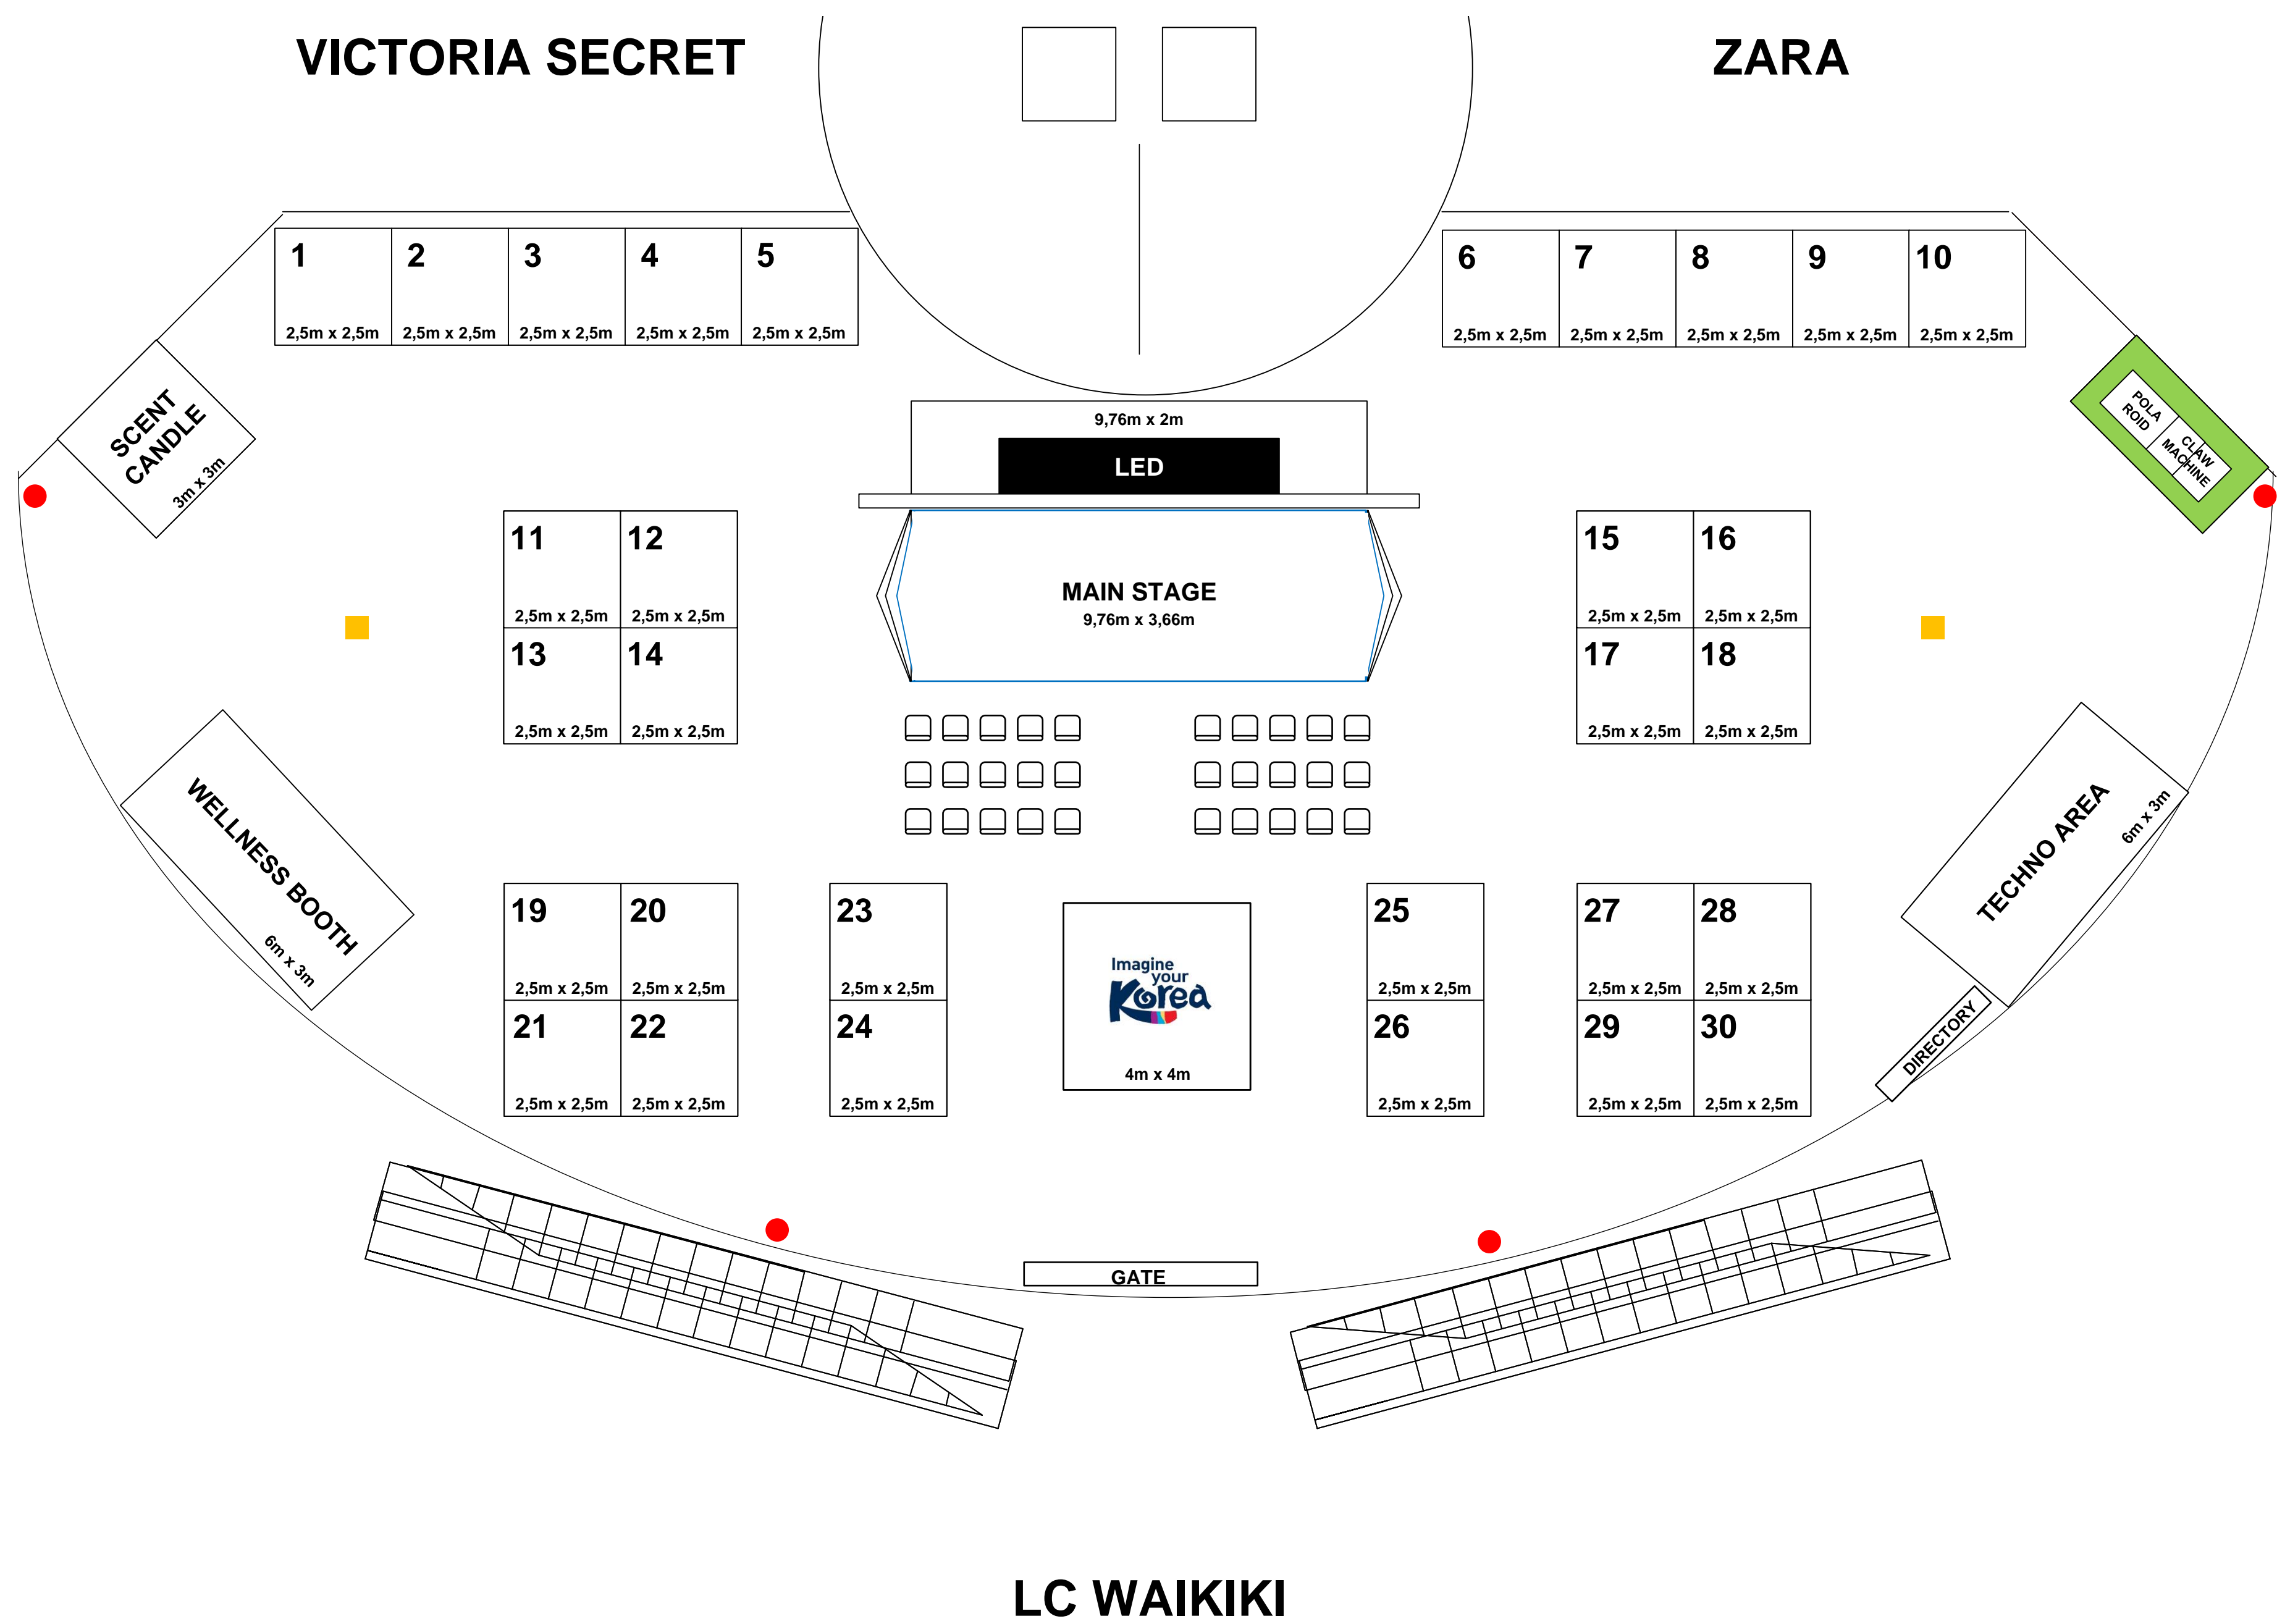 VICTORIA SECRET
ZARA
1 2 3 4 5
2,5m x 2,5m 2,5m x 2,5m 2,5m x 2,5m 2,5m x 2,5m 2,5m x 2,5m
6 7 8 9 10
2,5m x 2,5m 2,5m x 2,5m 2,5m x 2,5m 2,5m x 2,5m 2,5m x 2,5m
SCENT
CANDLE
3m x 3m
9,76m x 2m
LED
POLA
ROID
CLAW
MACHINE
11 12
2,5m x 2,5m 2,5m x 2,5m
13 14
2,5m x 2,5m 2,5m x 2,5m
MAIN STAGE
9,76m x 3,66m
15 16
2,5m x 2,5m 2,5m x 2,5m
17 18
2,5m x 2,5m 2,5m x 2,5m
WELLNESS BOOTH
6m x 3m
TECHNO AREA
6m x 3m
19 20
2,5m x 2,5m 2,5m x 2,5m
21 22
2,5m x 2,5m 2,5m x 2,5m
23
2,5m x 2,5m
24
2,5m x 2,5m
Imagine
your
Korea
4m x 4m
25
2,5m x 2,5m
26
2,5m x 2,5m
27 28
2,5m x 2,5m 2,5m x 2,5m
29 30
2,5m x 2,5m 2,5m x 2,5m
DIRECTORY
GATE
LC WAIKIKI